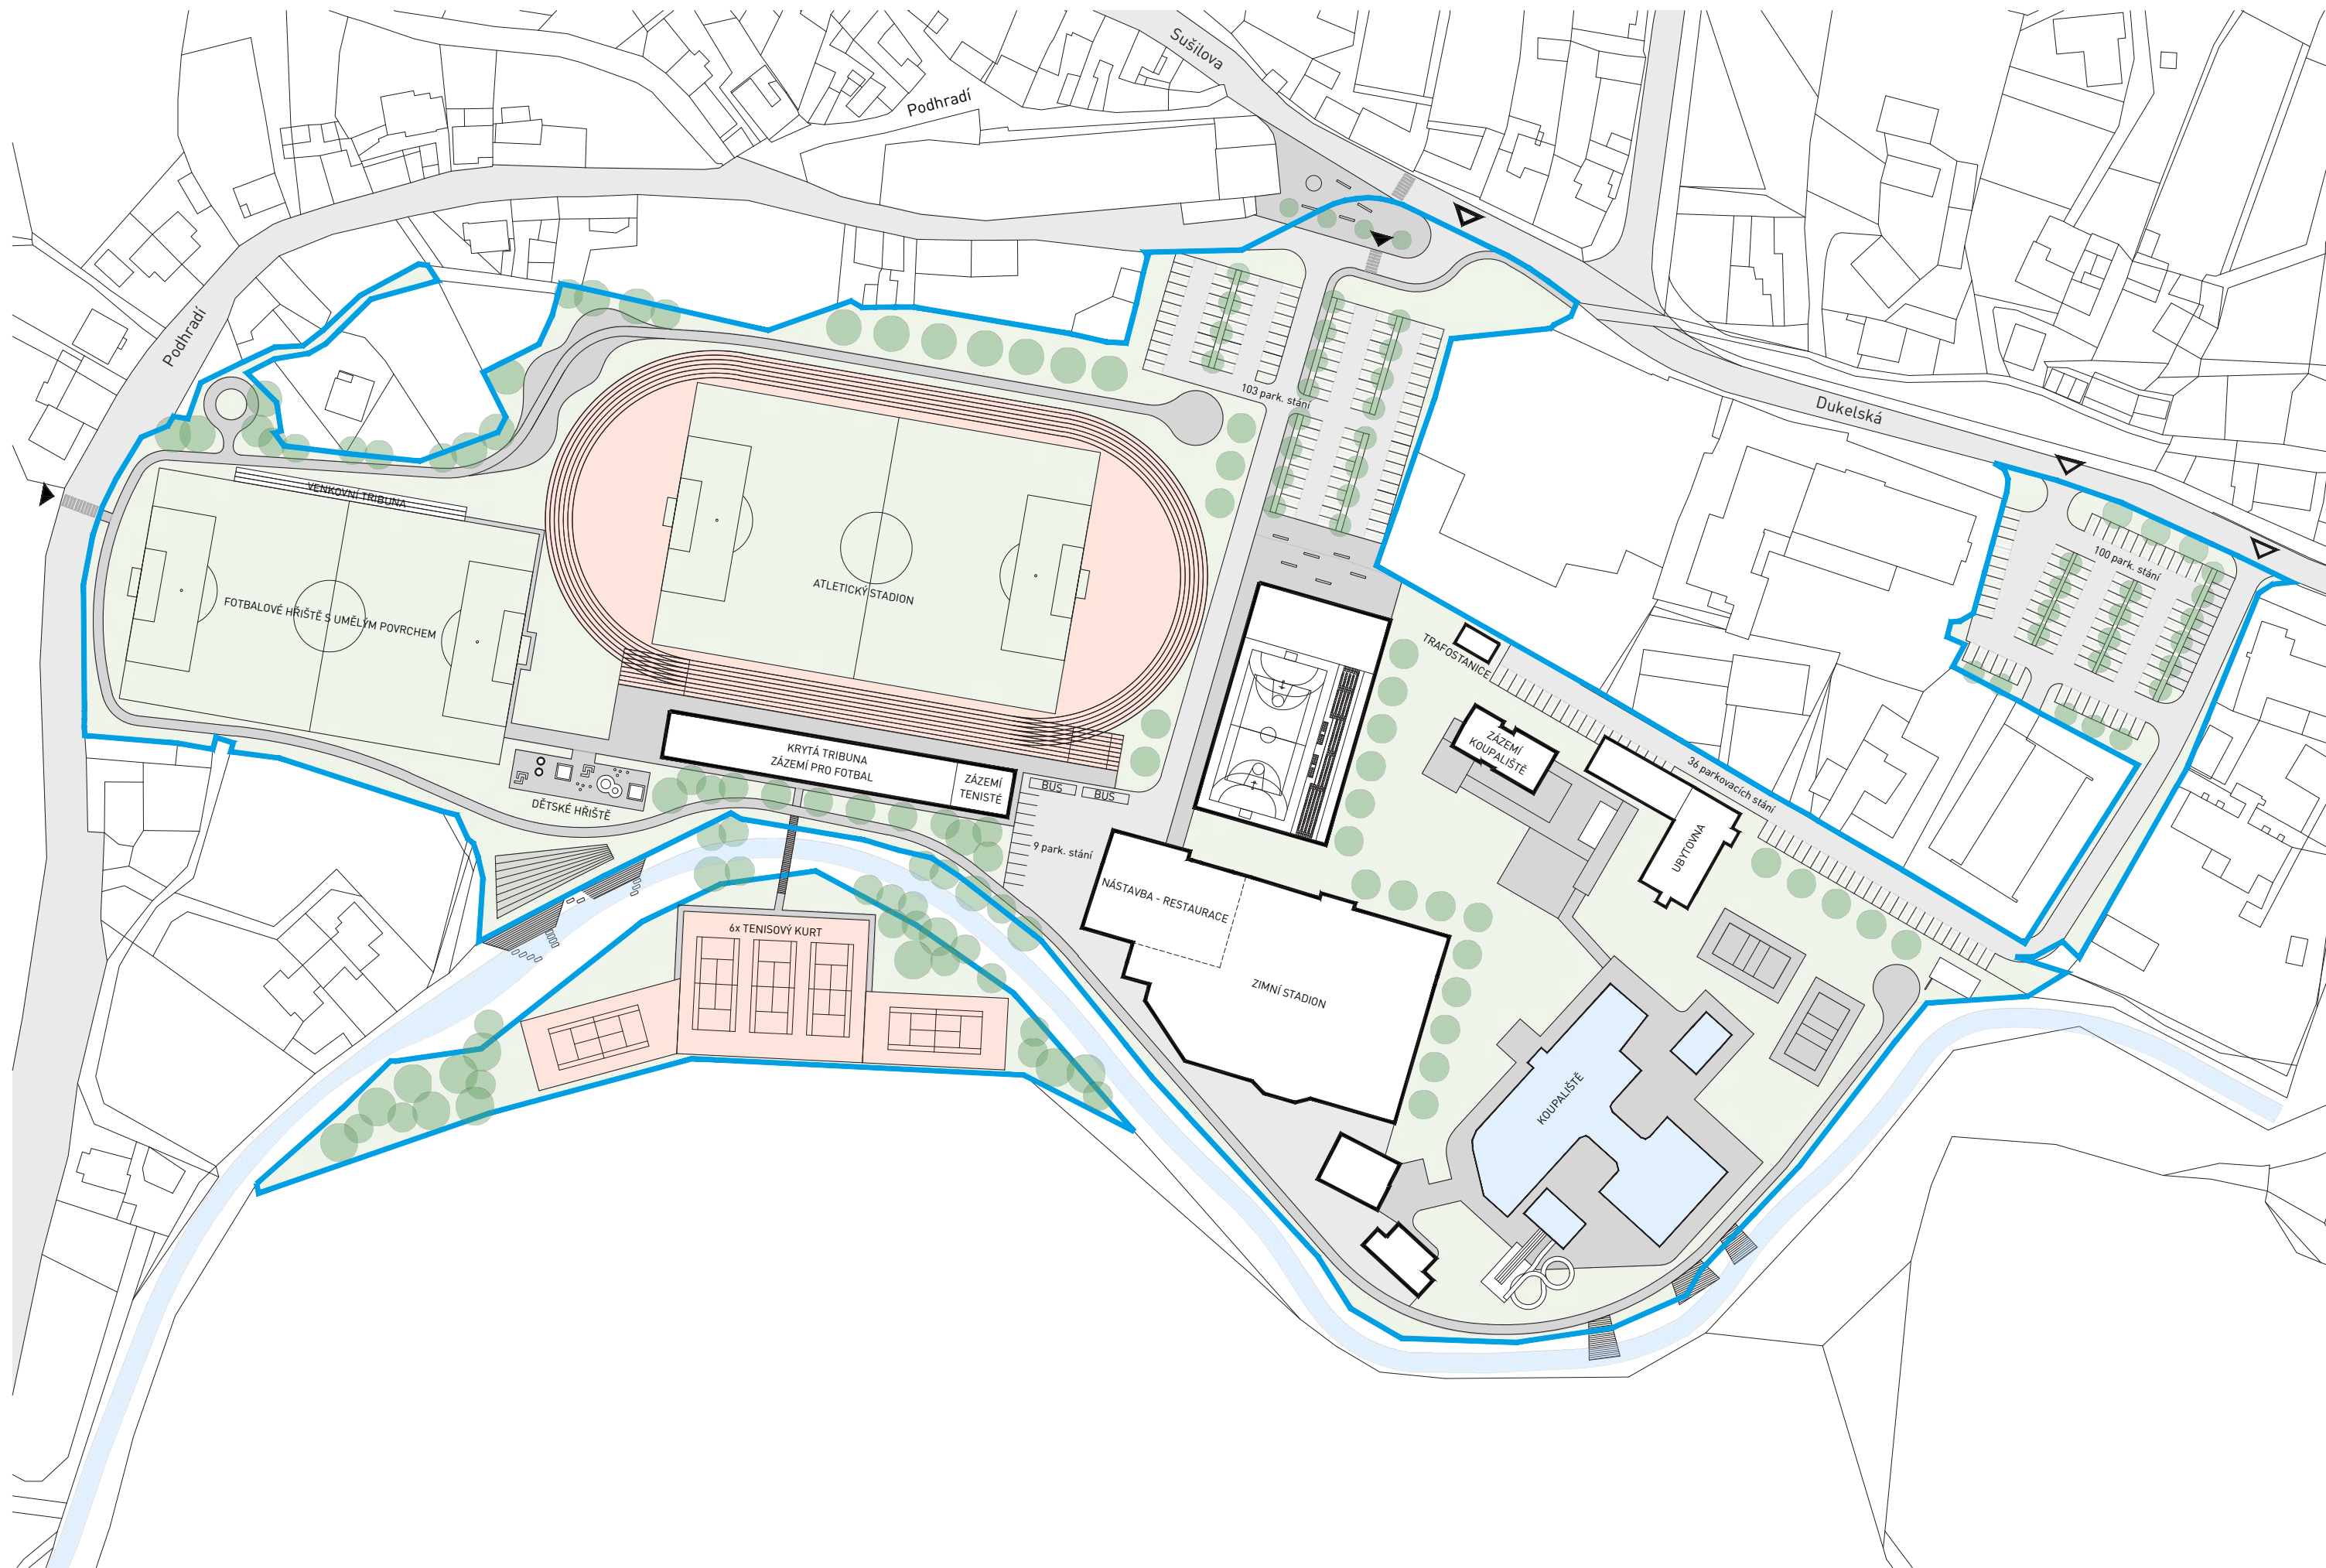 Sušilova
Podhradí
Podhradí
Dukelská
103 park. stání
100 park. stání
VENKOVNÍ TRIBUNA
FOTBALOVÉ HŘIŠTĚ S UMĚLÝM POVRCHEM
ATLETICKÝ STADION
TRAFOSTANICE
KRYTÁ TRIBUNA
ZÁZEMÍ PRO FOTBAL
ZÁZEMÍ
TENISTÉ
ZÁZEMÍ
KOUPALIŠTĚ
36 parkovacích stání
BUS
BUS
DĚTSKÉ HŘIŠTĚ
9 park. stání
UBYTOVNA
NÁSTAVBA - RESTAURACE
6x TENISOVÝ KURT
ZIMNÍ STADION
KOUPALIŠTĚ